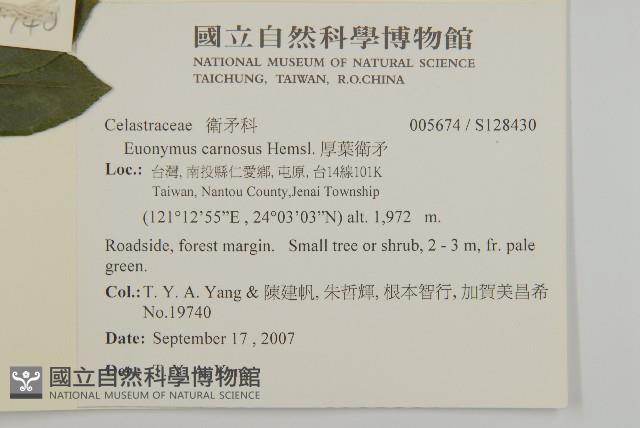 國立自然科學博物館
NATIONAL MUSEUM OF NATURAL SCIENCE
TAICHUNG, TAIWAN, R.O.CHINA
Celastraceae 衛矛科 005674 / S128430
Euonymus carnosus Hemsl. 厚葉衛矛
Loc.: 台灣, 南投縣仁愛鄉, 屯原, 台14線101K
Taiwan, Nantou County,Jenai Township
(121°12'55"E , 24°03'03"N) alt. 1,972 m.
Roadside, forest margin. Small tree or shrub, 2 - 3 m, fr. pale
green.
Col.: T. Y. A. Yang & 陳建帆, 朱哲輝, 根本智行, 加賀美昌希
No.19740
Date: September 17 , 2007
國立自然科學博物館
NATIONAL MUSEUM OF NATURAL SCIENCE